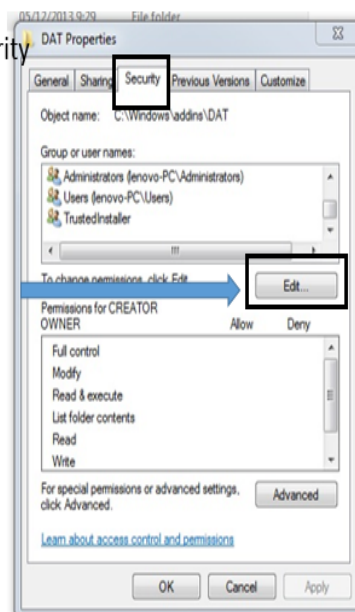 05/12/2013 9:29 File folder
rity
DAT Properties
General Sharing Security Previous Versions Customize
Object name: C:\Windows\addins\DAT
Group or user names:
Administrators (lenovo-PC\Administrators)
Users (lenovo-PC\Users)
TrustedInstaller
To change permissions, click Edit.
Edit...
Permissions for CREATOR
OWNER Allow Deny
Full control
Modify
Read & execute
List folder contents
Read
Write
For special permissions or advanced settings,
click Advanced.
Advanced
Learn about access control and permissions
OK Cancel Apply